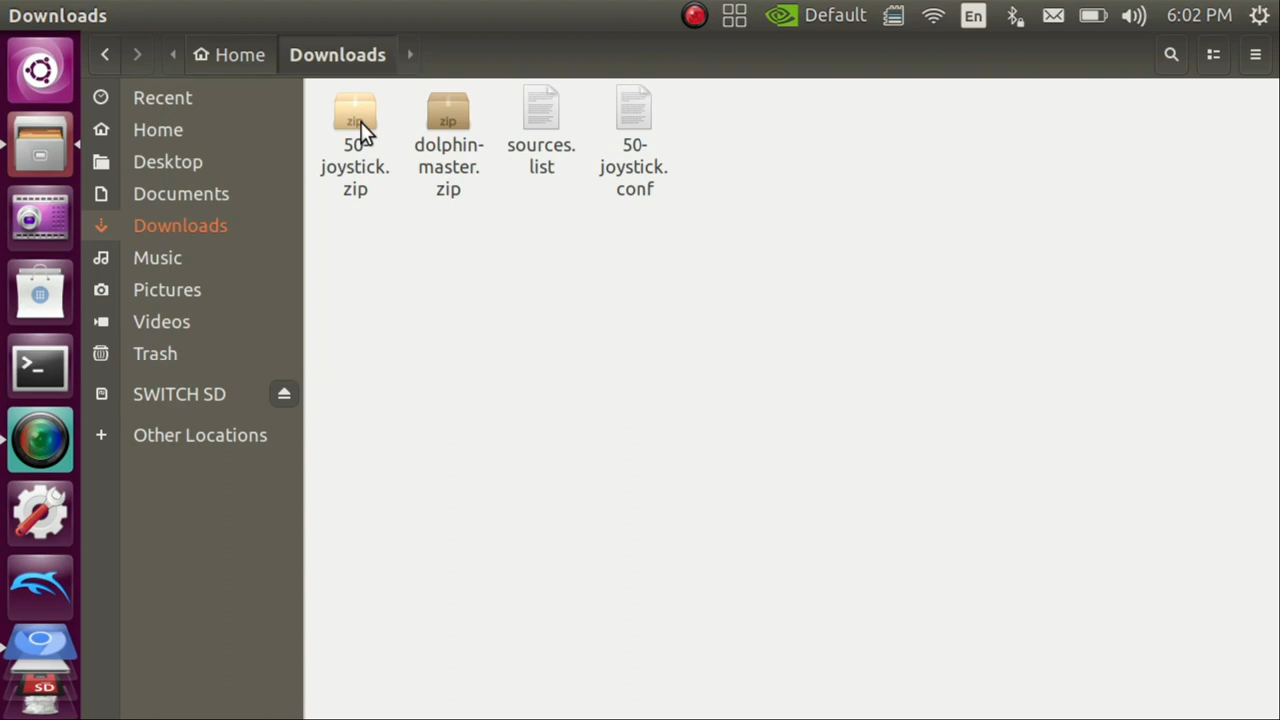 Downloads
Default
En
6:02 PM
Home
Downloads
Recent
Home
Desktop
Documents
Downloads
Music
Pictures
Videos
Trash
SWITCH SD
Other Locations
zip
50-
joystick.
zip
zip
dolphin-
master.
zip
sources.
list
50-
joystick.
conf
>_
SD